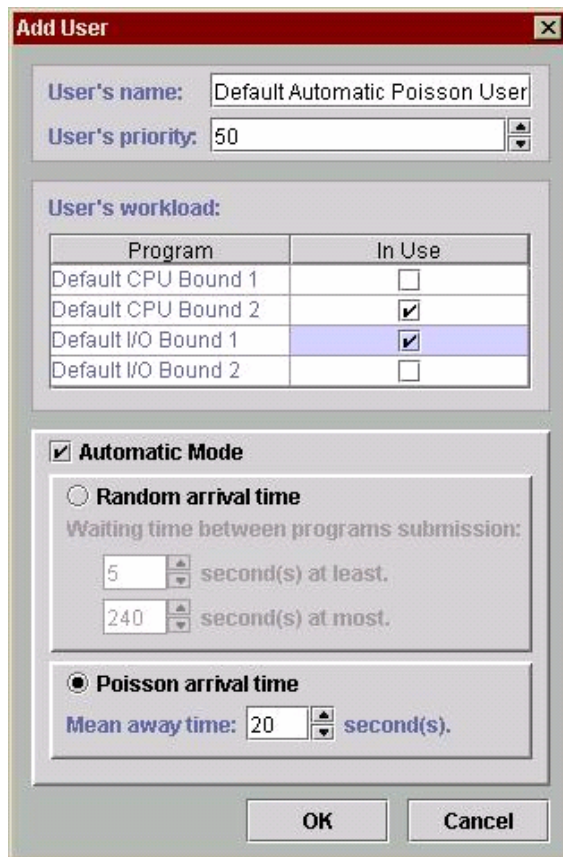 Add User
User's name: Default Automatic Poisson User
User's priority: 50
User's workload:
Program In Use
Default CPU Bound 1
Default CPU Bound 2
Default I/O Bound 1
Default I/O Bound 2
Automatic Mode
Random arrival time
Waiting time between programs submission:
5 second(s) at least.
240 second(s) at most.
Poisson arrival time
Mean away time: 20 second(s).
OK Cancel